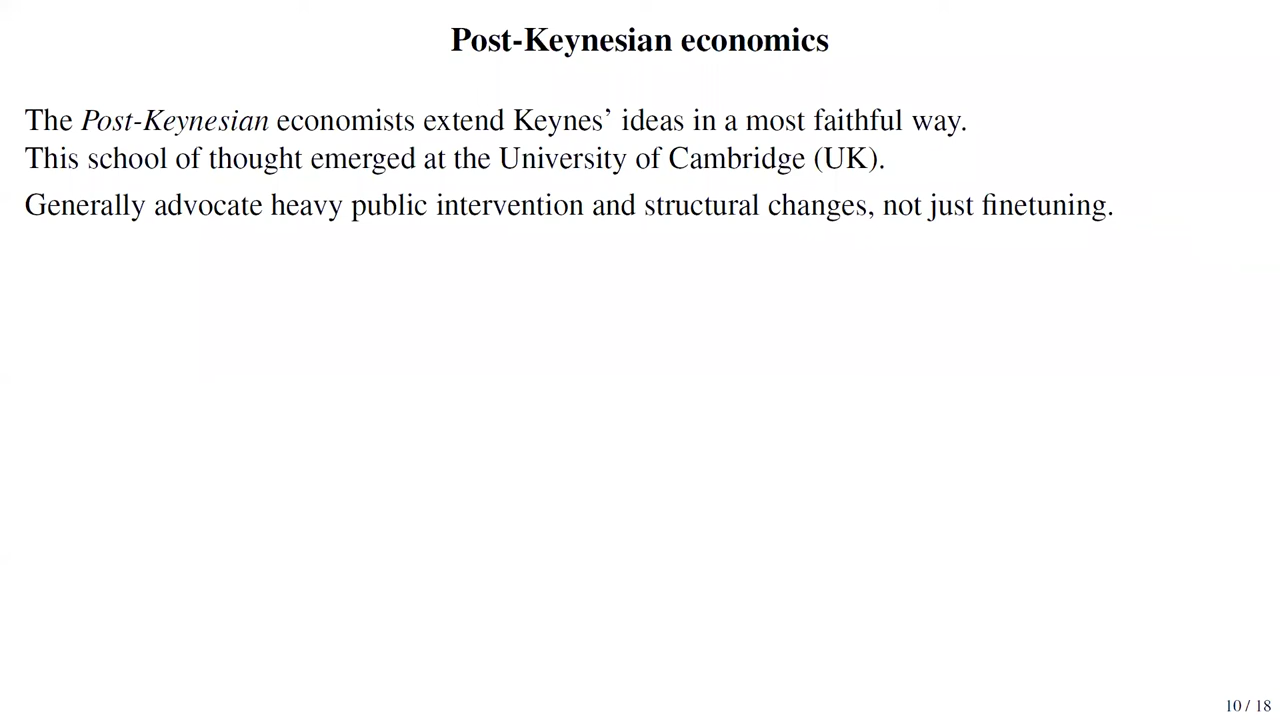 Post-Keynesian economics
The Post-Keynesian economists extend Keynes’ ideas in a most faithful way.
This school of thought emerged at the University of Cambridge (UK).
Generally advocate heavy public intervention and structural changes, not just finetuning.
10 / 18